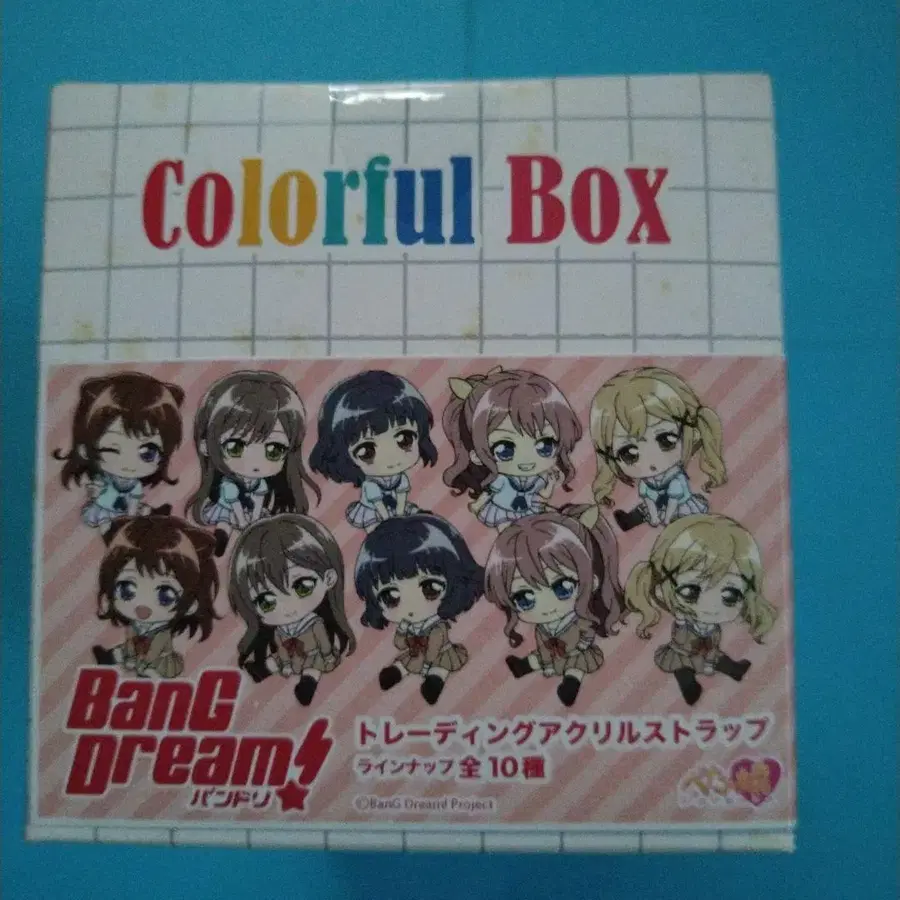 Colorful Box
BanG
Dream!
バンドリ
トレーディングアクリルストラップ
ラインナップ 全10種
©BanG Dream! Project